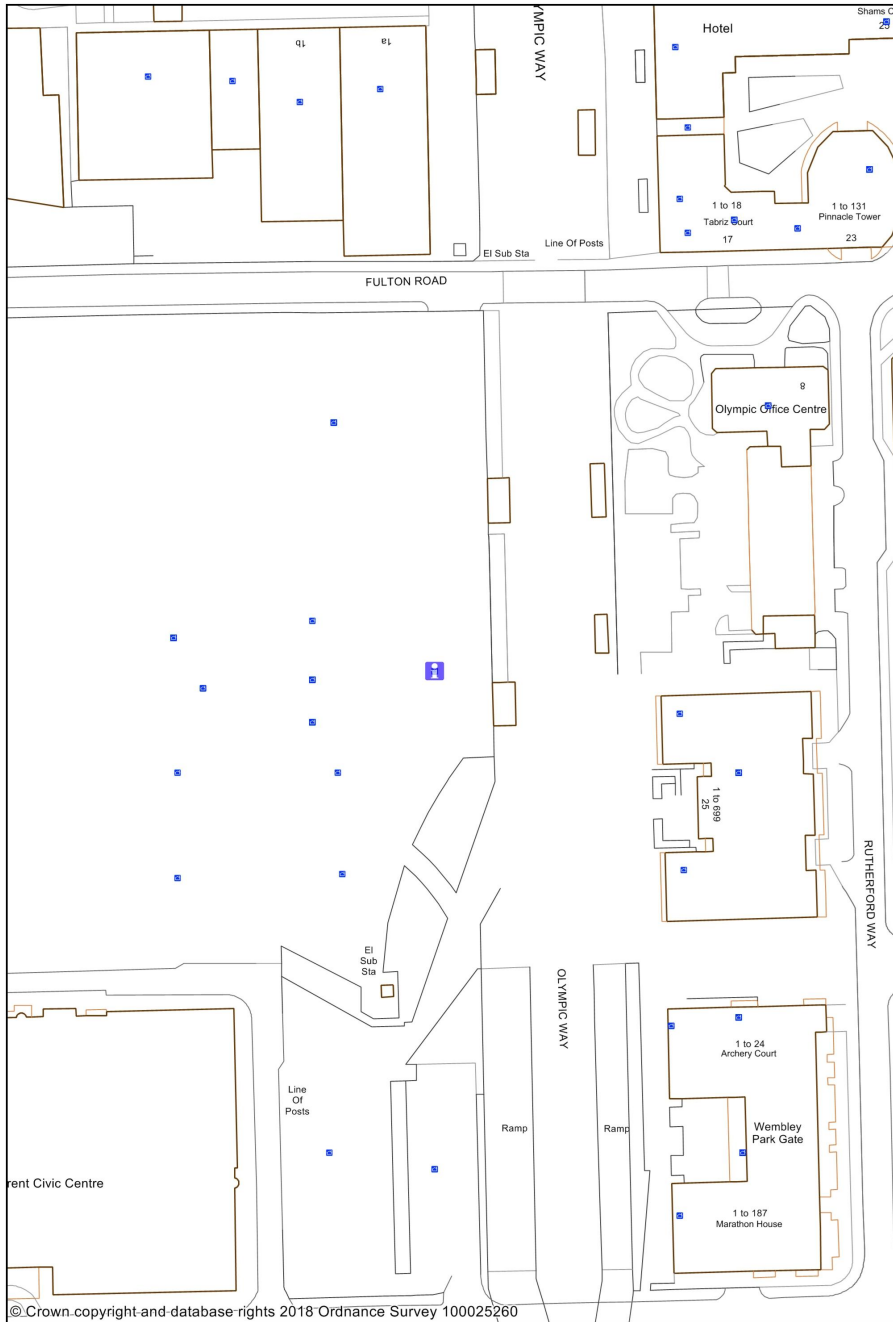 YMPIC WAY
Hotel
Shams C
25
1b
1a
1 to 18
Tabriz Court
17
1 to 131
Pinnacle Tower
23
Line Of Posts
El Sub Sta
FULTON ROAD
8
Olympic Office Centre
1 to 699
25
RUTHERFORD WAY
El
Sub
Sta
OLYMPIC WAY
1 to 24
Archery Court
Line
Of
Posts
Ramp
Ramp
Wembley
Park Gate
rent Civic Centre
1 to 187
Marathon House
© Crown copyright and database rights 2018 Ordnance Survey 100025260